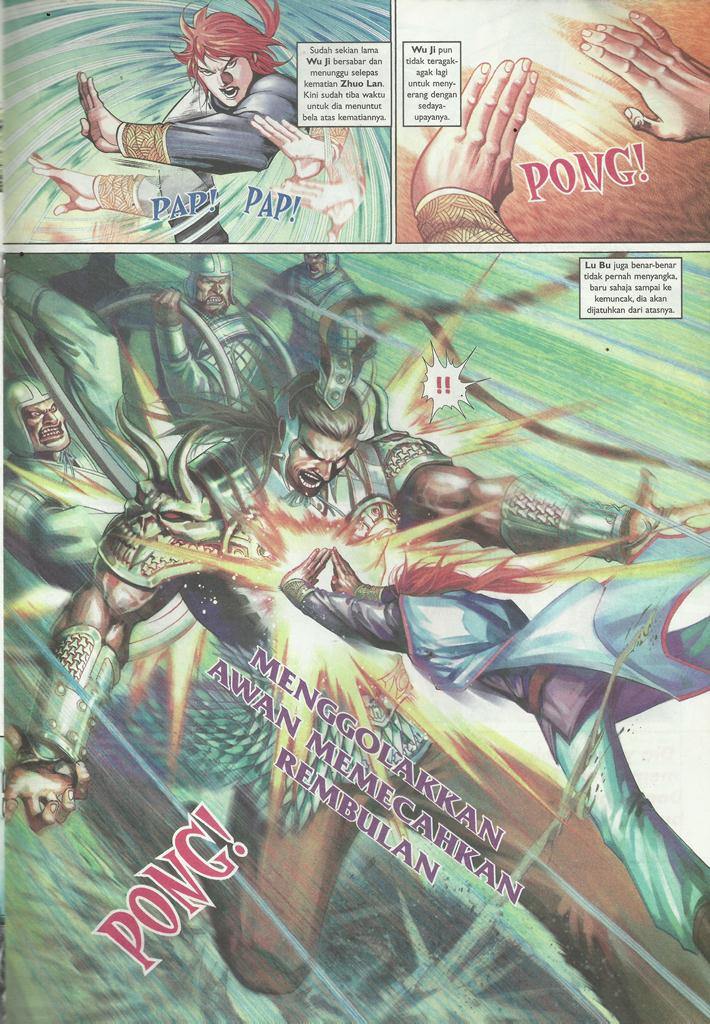 Sudah sekian lama
Wu Ji bersabar dan
menunggu selepas
kematian Zhuo Lan.
Kini sudah tiba waktu
untuk dia menuntut
bela atas kematiannya.
PAP! PAP!
Wu Ji pun
tidak teragak-
agak lagi
untuk meny-
erang dengan
sedaya-
upayanya.
PONG!
Lu Bu juga benar-benar
tidak pernah menyangka,
baru sahaja sampai ke
kemuncak, dia akan
dijatuhkan dari atasnya.
!!
MENGGOLAKKAN
AWAN MEMECAHKAN
REMBULAN
PONG!